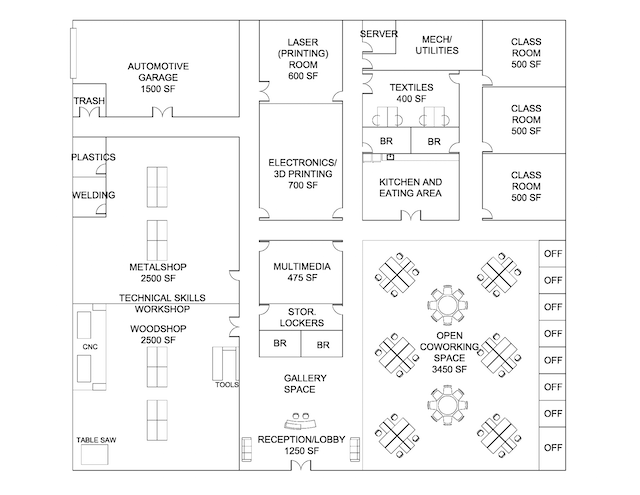 AUTOMOTIVE
GARAGE
1500 SF
TRASH
LASER
(PRINTING)
ROOM
600 SF
SERVER
MECH/
UTILITIES
CLASS
ROOM
500 SF
TEXTILES
400 SF
CLASS
ROOM
500 SF
BR
BR
PLASTICS
WELDING
ELECTRONICS/
3D PRINTING
700 SF
KITCHEN AND
EATING AREA
CLASS
ROOM
500 SF
METALSHOP
2500 SF
TECHNICAL SKILLS
WORKSHOP
WOODSHOP
2500 SF
CNC
TOOLS
TABLE SAW
MULTIMEDIA
475 SF
STOR.
LOCKERS
BR
BR
GALLERY
SPACE
RECEPTION/LOBBY
1250 SF
OPEN
COWORKING
SPACE
3450 SF
OFF
OFF
OFF
OFF
OFF
OFF
OFF
OFF